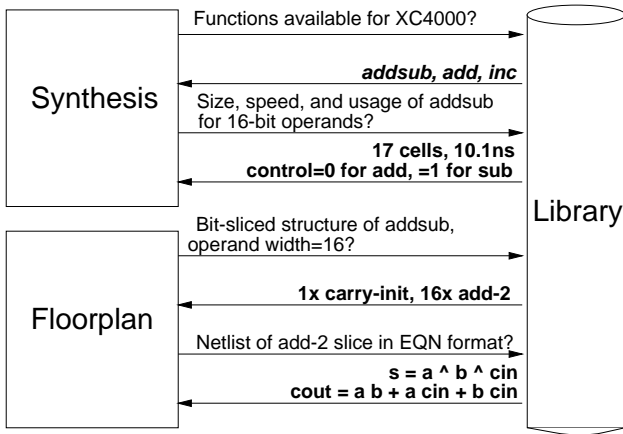 Functions available for XC4000?
addsub, add, inc
Synthesis
Size, speed, and usage of addsub
for 16-bit operands?
17 cells, 10.1ns
control=0 for add, =1 for sub
Library
Bit-sliced structure of addsub,
operand width=16?
1x carry-init, 16x add-2
Floorplan
Netlist of add-2 slice in EQN format?
s = a ^ b ^ cin
cout = a b + a cin + b cin